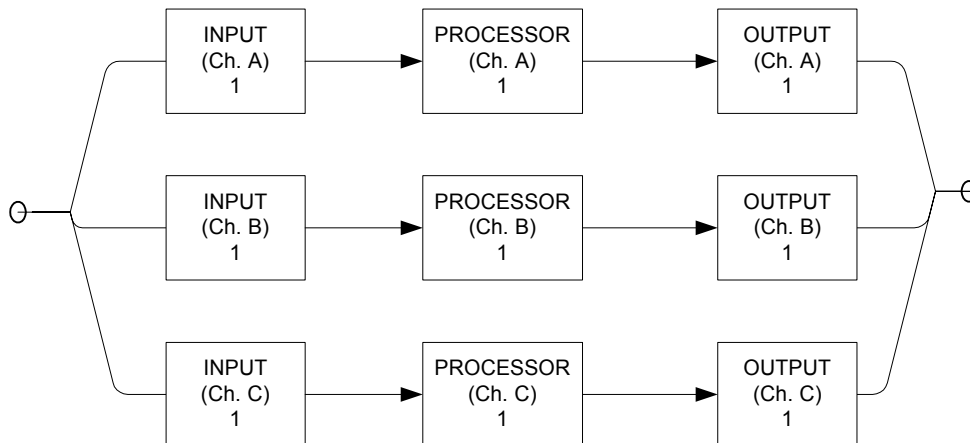 INPUT
(Ch. A)
1
PROCESSOR
(Ch. A)
1
OUTPUT
(Ch. A)
1
INPUT
(Ch. B)
1
PROCESSOR
(Ch. B)
1
OUTPUT
(Ch. B)
1
INPUT
(Ch. C)
1
PROCESSOR
(Ch. C)
1
OUTPUT
(Ch. C)
1